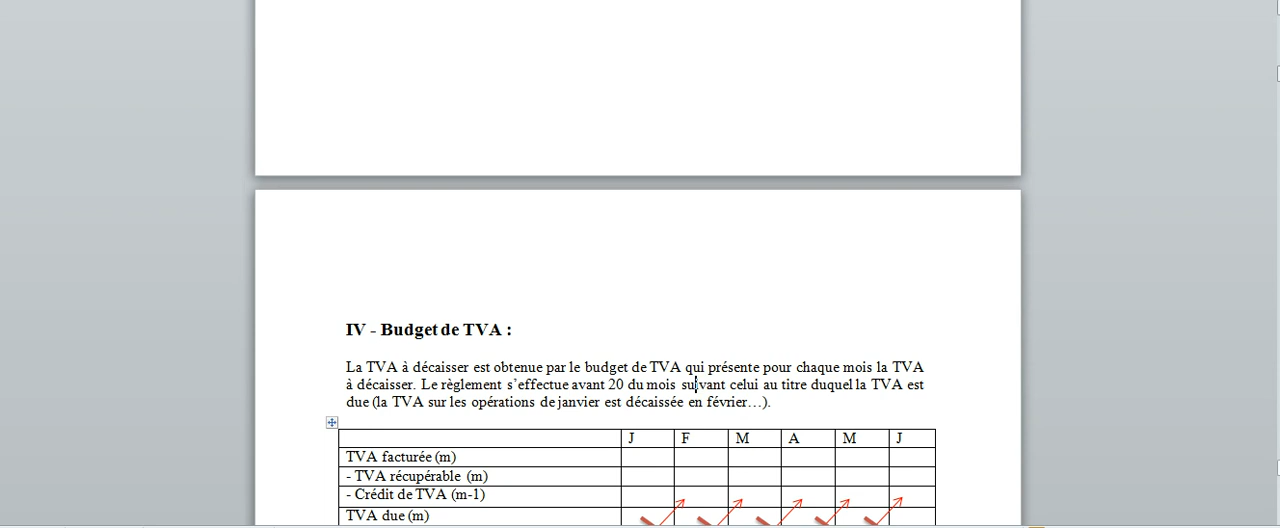 IV - Budget de TVA :
La TVA à décaisser est obtenue par le budget de TVA qui présente pour chaque mois la TVA
à décaisser. Le règlement s’effectue avant 20 du mois suivant celui au titre duquel la TVA est
due (la TVA sur les opérations de janvier est décaissée en février…).
J F M A M J
TVA facturée (m)
- TVA récupérable (m)
- Crédit de TVA (m-1)
TVA due (m)